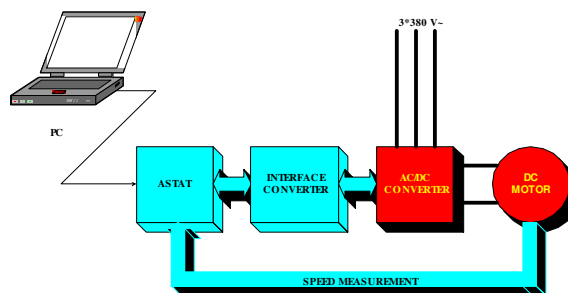 3*380 V~
PC
ASTAT
INTERFACE
CONVERTER
AC/DC
CONVERTER
DC
MOTOR
SPEED MEASUREMENT